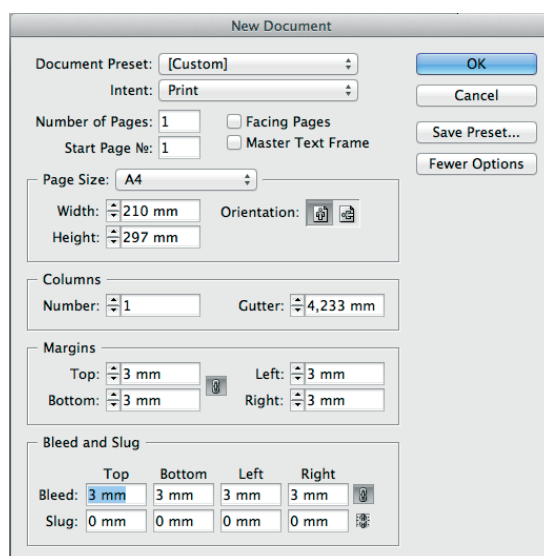 New Document
Document Preset: [Custom]
OK
Intent: Print
Cancel
Number of Pages: 1 Facing Pages
Save Preset...
Start Page №: 1 Master Text Frame
Fewer Options
Page Size: A4
Width: 210 mm Orientation:
Height: 297 mm
Columns
Number: 1 Gutter: 4,233 mm
Margins
Top: 3 mm Left: 3 mm
Bottom: 3 mm Right: 3 mm
Bleed and Slug
Top Bottom Left Right
Bleed: 3 mm 3 mm 3 mm 3 mm
Slug: 0 mm 0 mm 0 mm 0 mm